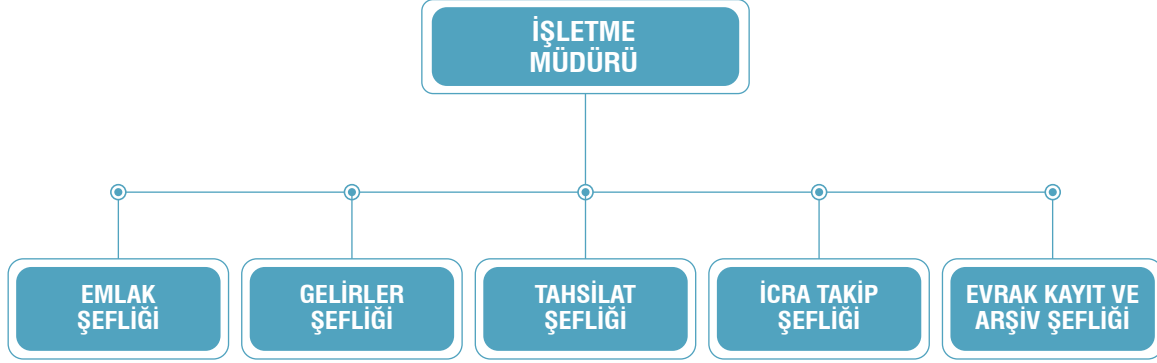 İŞLETME
MÜDÜRÜ
EMLAK
ŞEFLİĞİ
GELİRLER
ŞEFLİĞİ
TAHSİLAT
ŞEFLİĞİ
İCRA TAKİP
ŞEFLİĞİ
EVRAK KAYIT VE
ARŞİV ŞEFLİĞİ